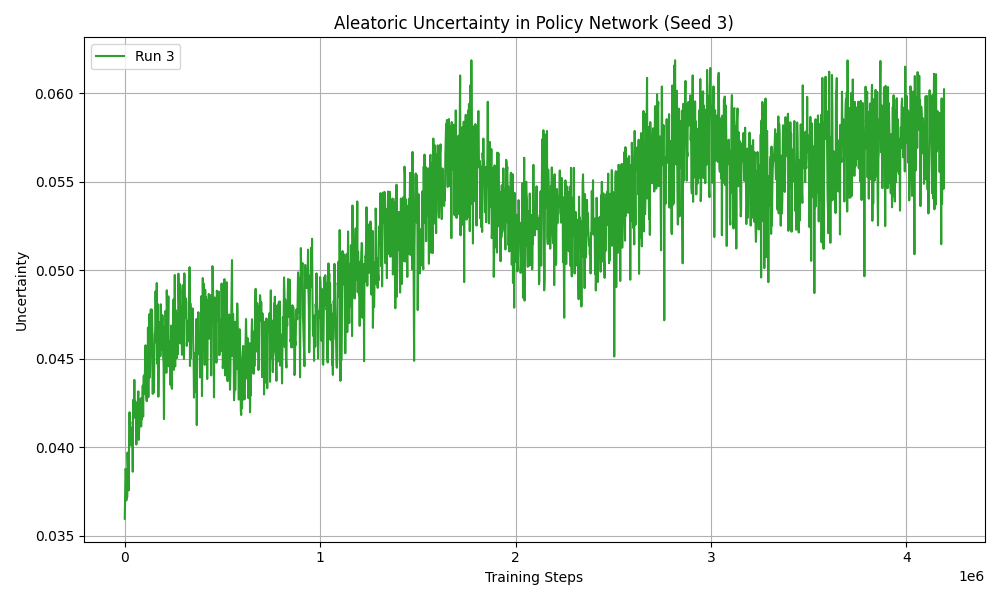 Aleatoric Uncertainty in Policy Network (Seed 3)
Run 3
Uncertainty
0.060
0.055
0.050
0.045
0.040
0.035
0 1 2 3 4
1e6
Training Steps